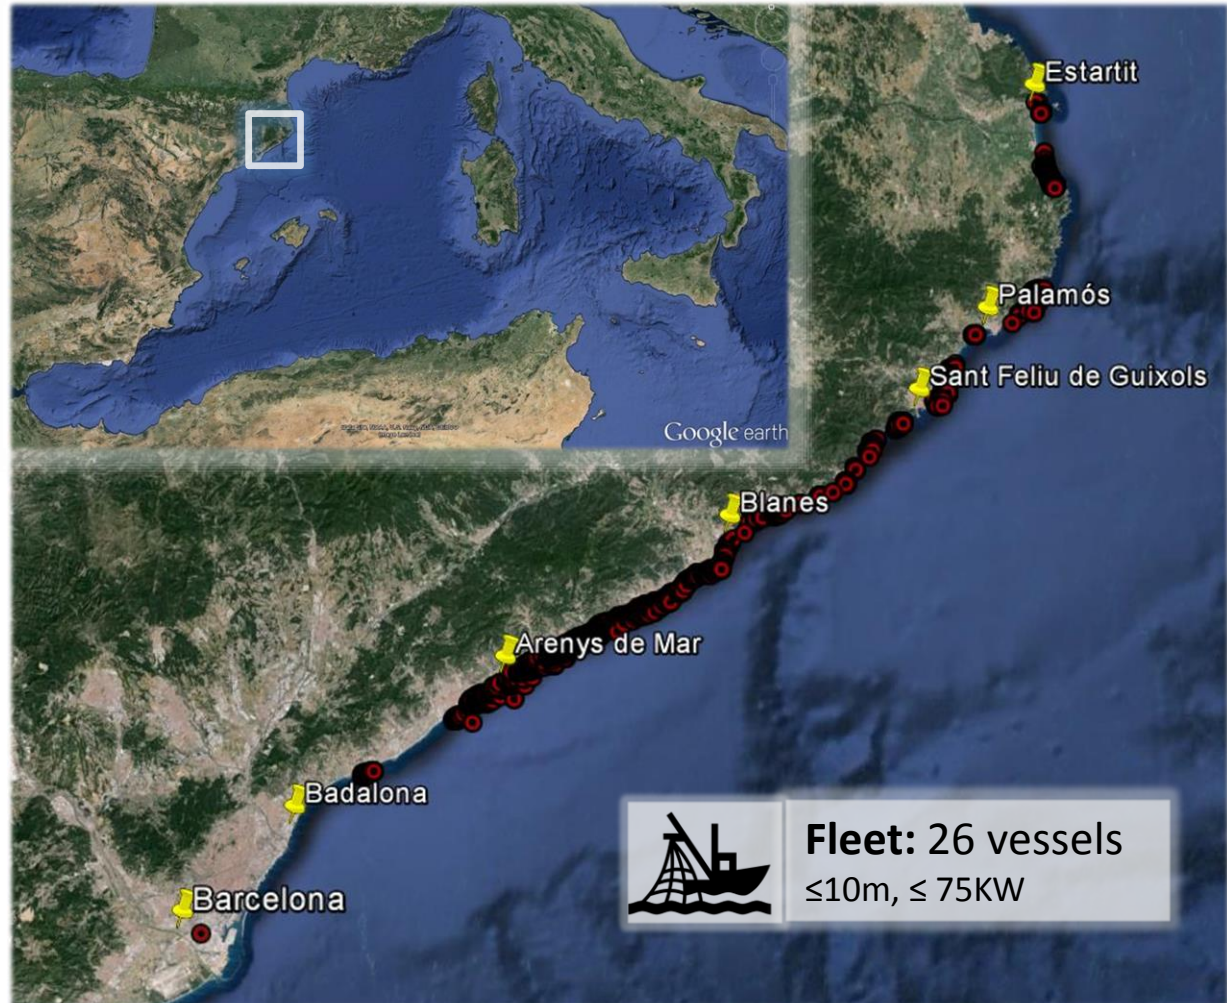 Estartit
Palamós
Sant Feliu de Guixols
Google earth
Blanes
Arenys de Mar
Badalona
Fleet: 26 vessels
≤10m, ≤ 75KW
Barcelona